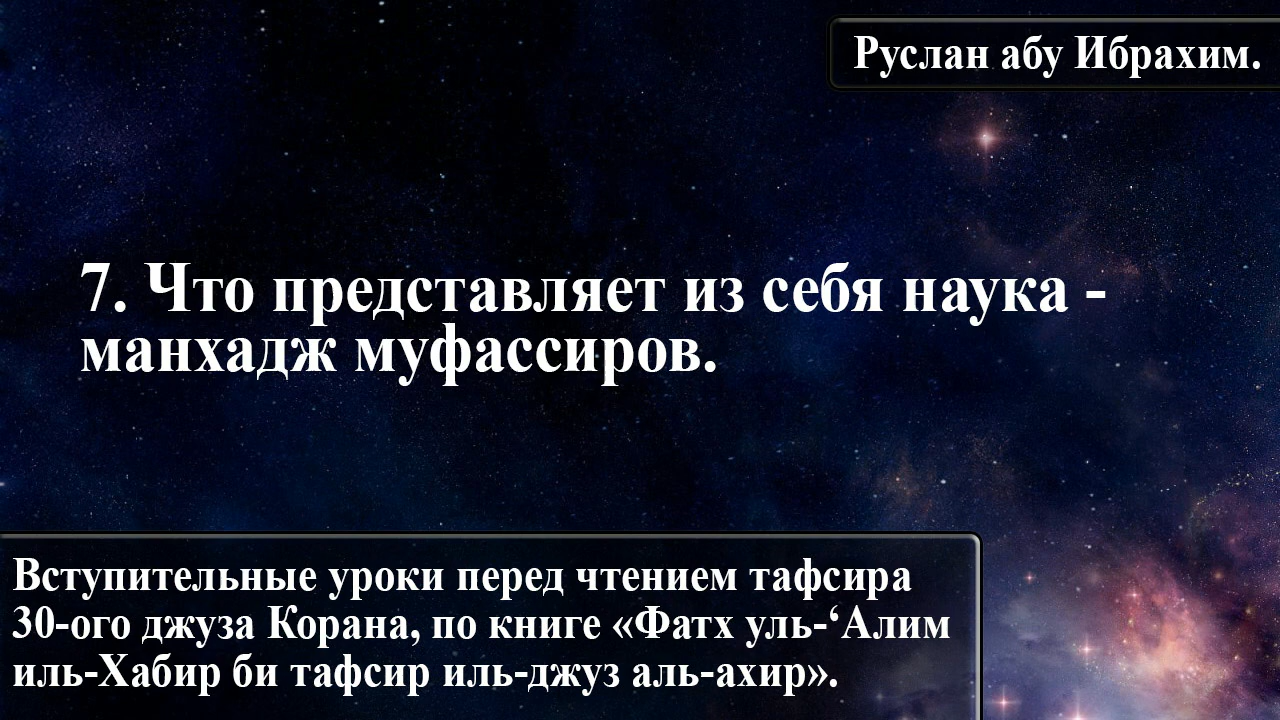 Руслан абу Ибрахим.
7. Что представляет из себя наука -
манхадж муфассиров.
Вступительные уроки перед чтением тафсира
30-ого джуза Корана, по книге «Фатх уль-‘Алим
иль-Хабир би тафсир иль-джуз аль-ахир».